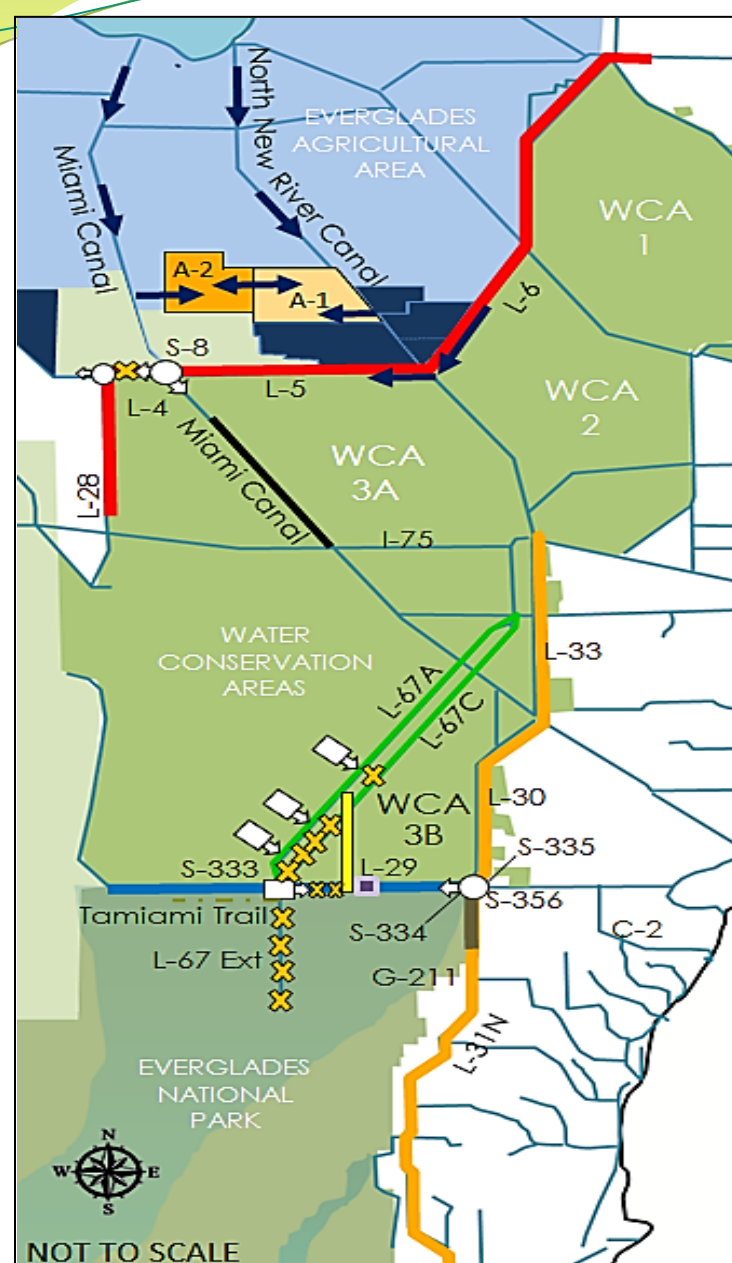 North New River Canal
EVERGLADES
AGRICULTURAL
AREA
Miami Canal
WCA
1
A-2
A-1
L-6
S-8
L-5
L-4
WCA
2
WCA
3A
Miami Canal
L-28
I-75
WATER
CONSERVATION
AREAS
L-33
L-67A
L-67C
WCA
3B
L-30
S-333
L-29
S-335
S-356
Tamiami Trail
S-334
C-2
L-67 Ext
G-211
L-31N
EVERGLADES
NATIONAL
PARK
N
W
E
S
NOT TO SCALE